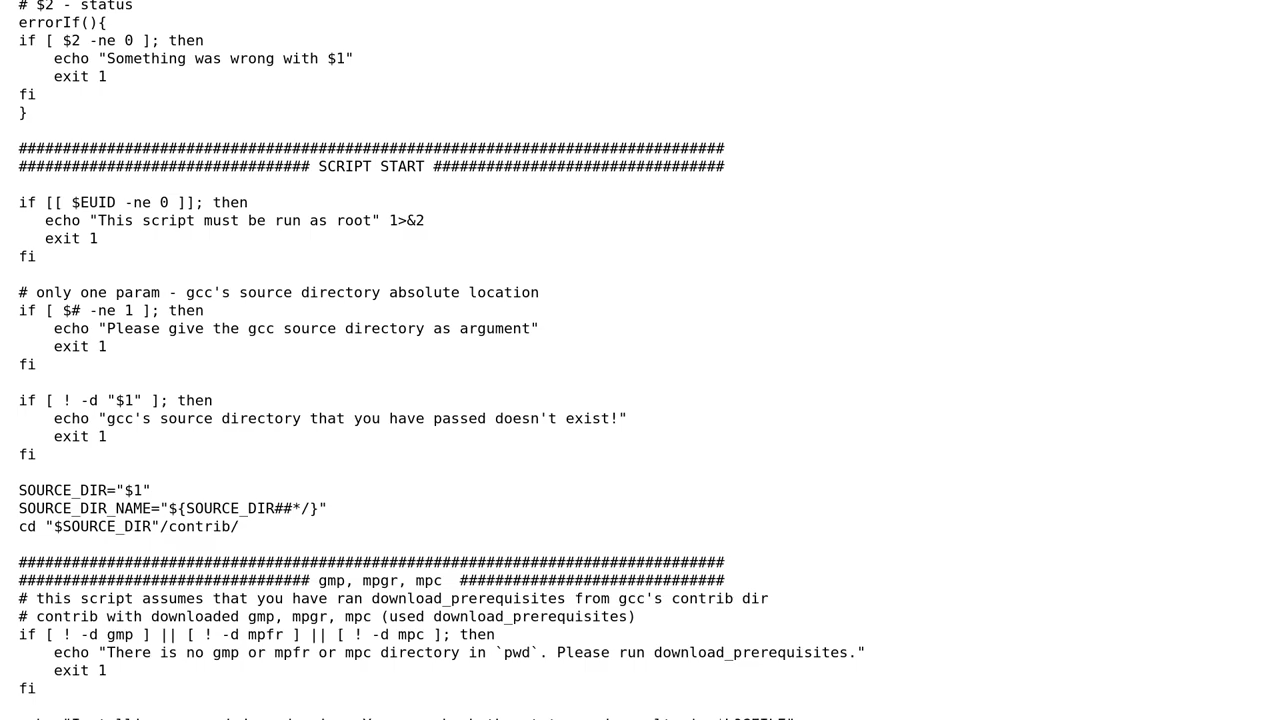 # $2 - status
errorIf(){
if [ $2 -ne 0 ]; then
    echo "Something was wrong with $1"
    exit 1
fi
}

################################################################################
################################# SCRIPT START #################################

if [[ $EUID -ne 0 ]]; then
   echo "This script must be run as root" 1>&2
   exit 1
fi

# only one param - gcc's source directory absolute location
if [ $# -ne 1 ]; then
    echo "Please give the gcc source directory as argument"
    exit 1
fi

if [ ! -d "$1" ]; then
    echo "gcc's source directory that you have passed doesn't exist!"
    exit 1
fi

SOURCE_DIR="$1"
SOURCE_DIR_NAME="${SOURCE_DIR##*/}"
cd "$SOURCE_DIR"/contrib/

################################################################################
################################# gmp, mpgr, mpc  ##############################
# this script assumes that you have ran download_prerequisites from gcc's contrib dir
# contrib with downloaded gmp, mpgr, mpc (used download_prerequisites)
if [ ! -d gmp ] || [ ! -d mpfr ] || [ ! -d mpc ]; then
    echo "There is no gmp or mpfr or mpc directory in `pwd`. Please run download_prerequisites."
    exit 1
fi